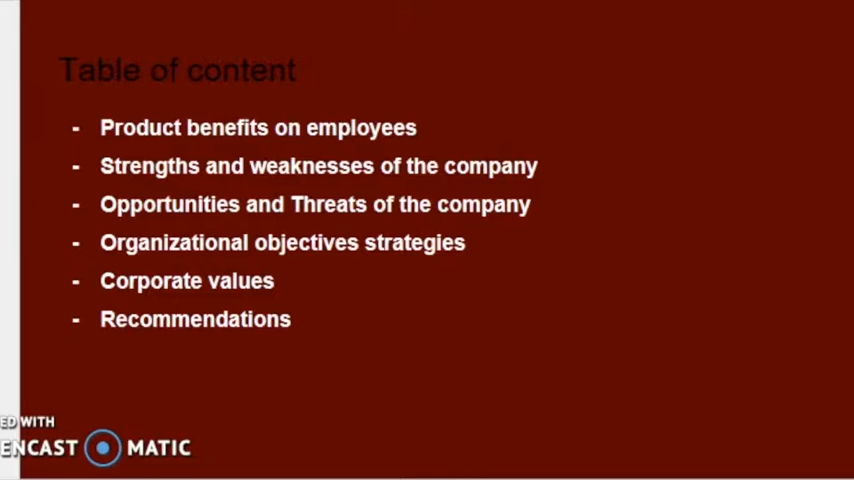 Table of content
- Product benefits on employees
- Strengths and weaknesses of the company
- Opportunities and Threats of the company
- Organizational objectives strategies
- Corporate values
- Recommendations
ED WITH
ENCAST MATIC